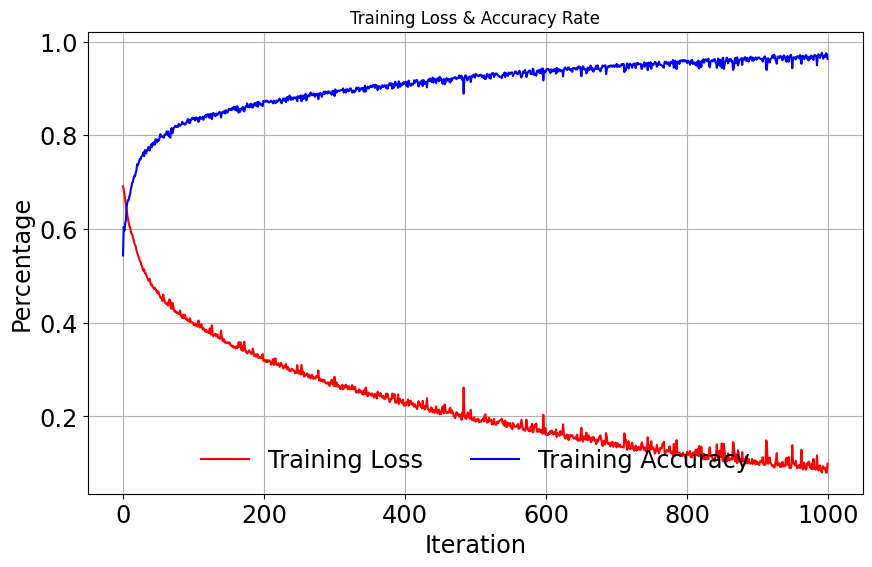 Training Loss & Accuracy Rate
1.0
0.8
0.6
0.4
0.2
Percentage
Training Loss
Training Accuracy
0 200 400 600 800 1000
Iteration